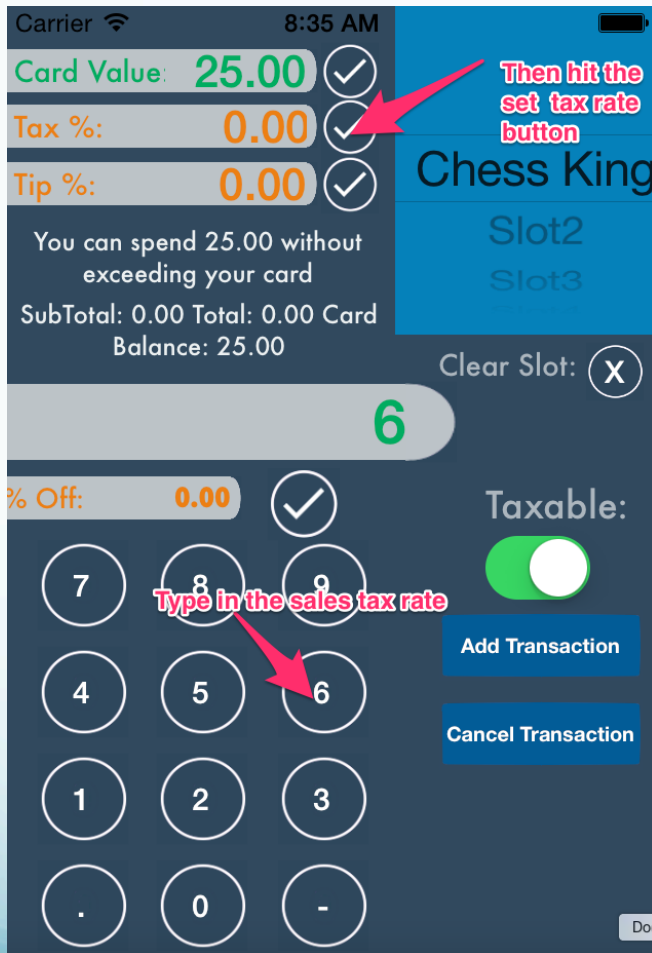 Carrier 8:35 AM
Card Value: 25.00
Then hit the
set tax rate
button
Tax %: 0.00
Chess King
Tip %: 0.00
Slot2
Slot3
You can spend 25.00 without
exceeding your card
SubTotal: 0.00 Total: 0.00 Card
Balance: 25.00
Clear Slot: X
6
% Off: 0.00
Taxable:
7 8 9
Type in the sales tax rate
Add Transaction
4 5 6
Cancel Transaction
1 2 3
. 0 -
Do